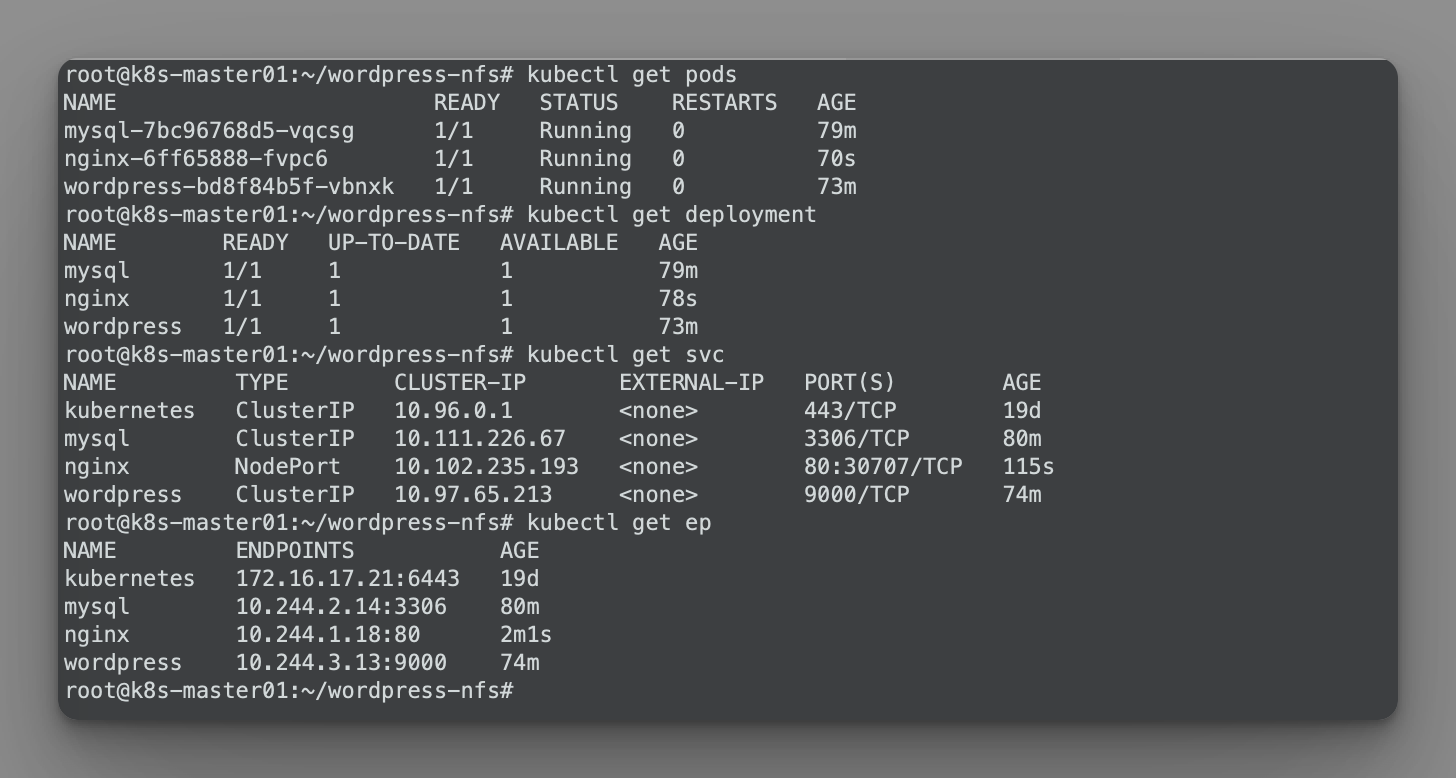 root@k8s-master01:~/wordpress-nfs# kubectl get pods
NAME                        READY   STATUS    RESTARTS   AGE
mysql-7bc96768d5-vqcsg      1/1     Running   0          79m
nginx-6ff65888-fvpc6        1/1     Running   0          70s
wordpress-bd8f84b5f-vbnxk   1/1     Running   0          73m
root@k8s-master01:~/wordpress-nfs# kubectl get deployment
NAME        READY   UP-TO-DATE   AVAILABLE   AGE
mysql       1/1     1            1           79m
nginx       1/1     1            1           78s
wordpress   1/1     1            1           73m
root@k8s-master01:~/wordpress-nfs# kubectl get svc
NAME         TYPE        CLUSTER-IP       EXTERNAL-IP   PORT(S)        AGE
kubernetes   ClusterIP   10.96.0.1        <none>        443/TCP        19d
mysql        ClusterIP   10.111.226.67    <none>        3306/TCP       80m
nginx        NodePort    10.102.235.193   <none>        80:30707/TCP   115s
wordpress    ClusterIP   10.97.65.213     <none>        9000/TCP       74m
root@k8s-master01:~/wordpress-nfs# kubectl get ep
NAME         ENDPOINTS           AGE
kubernetes   172.16.17.21:6443   19d
mysql        10.244.2.14:3306    80m
nginx        10.244.1.18:80      2m1s
wordpress    10.244.3.13:9000    74m
root@k8s-master01:~/wordpress-nfs#